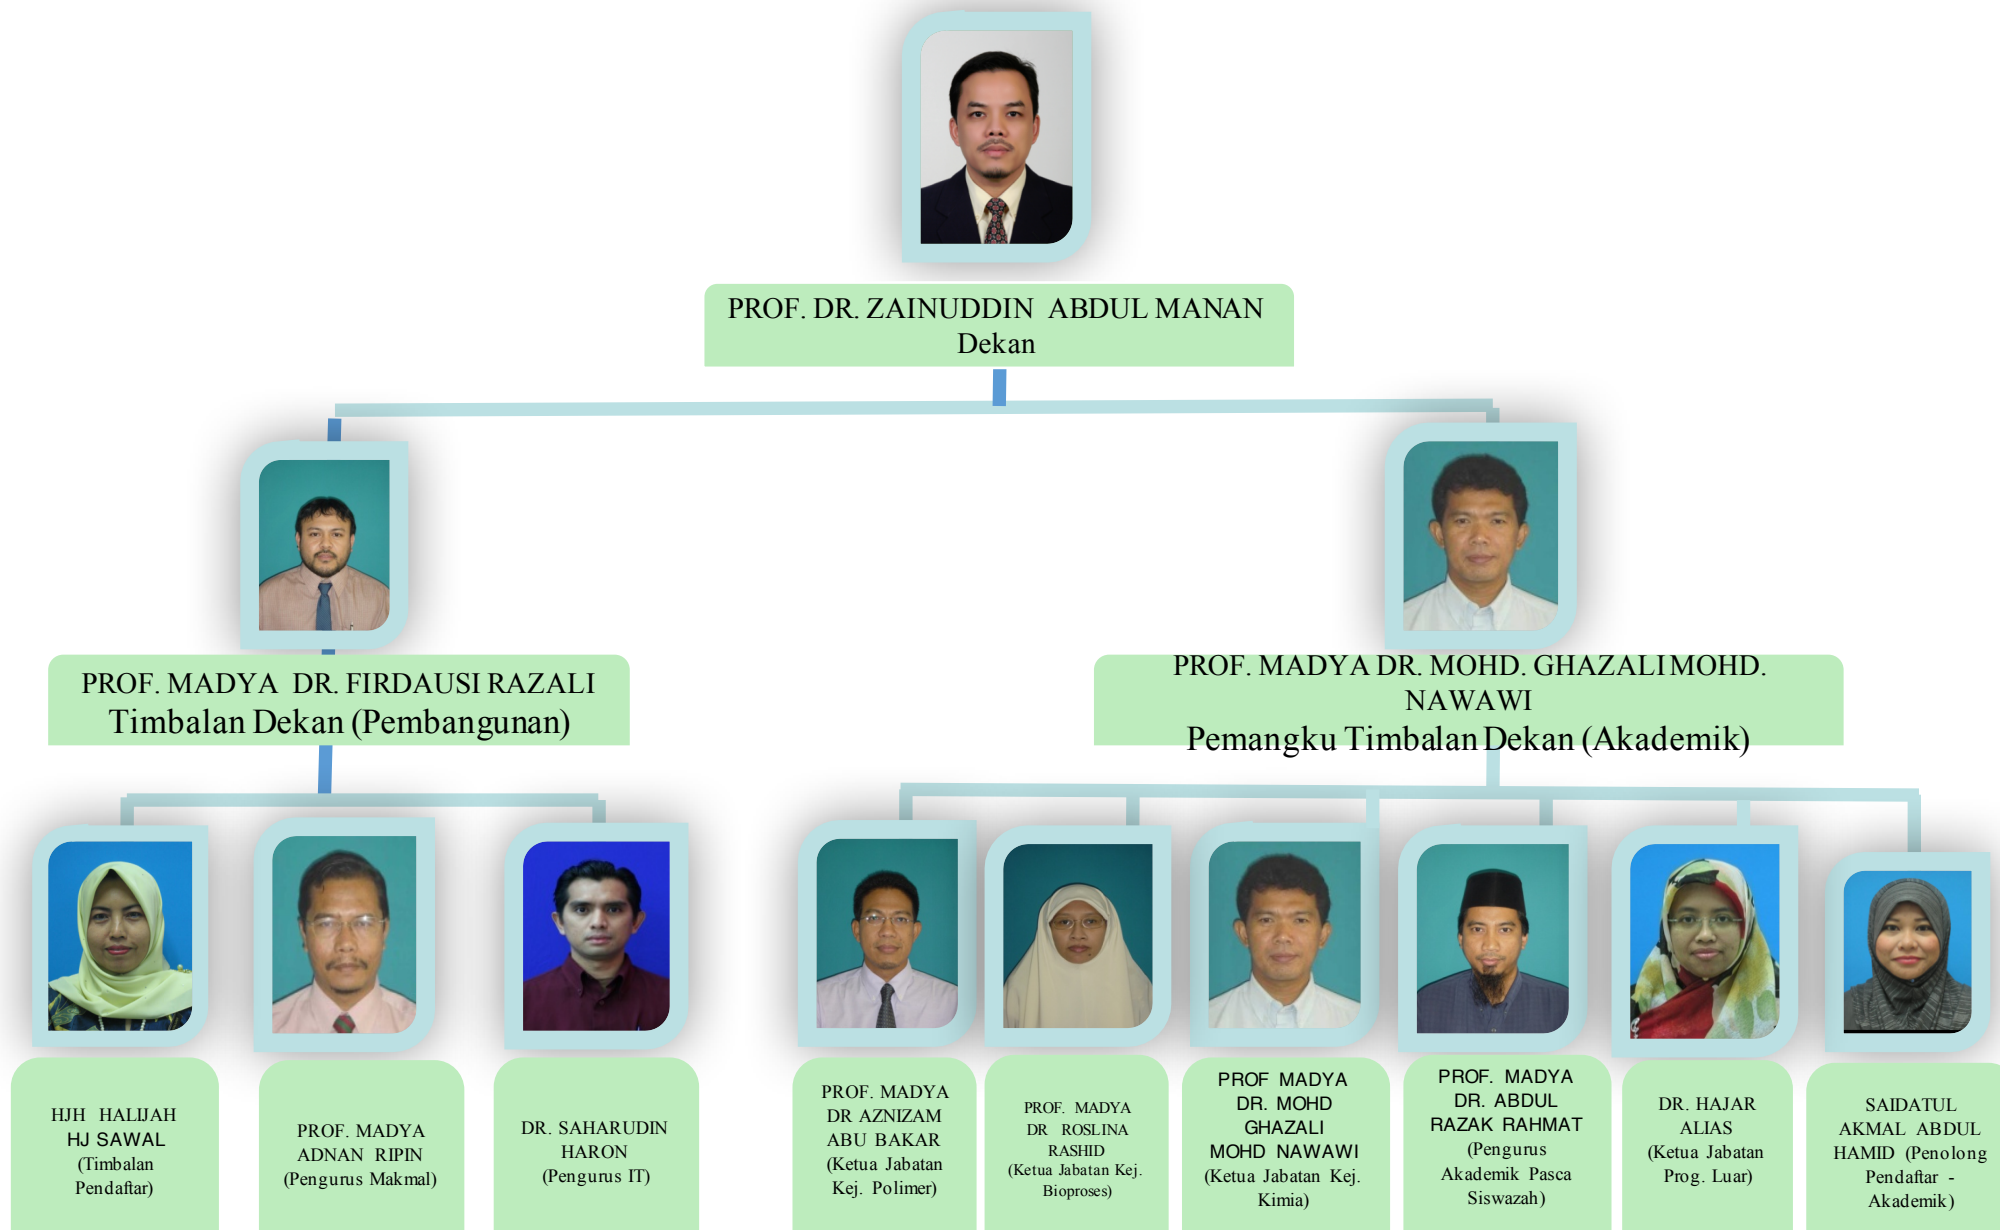 PROF. DR. ZAINUDDIN ABDUL MANAN
Dekan
PROF. MADYA DR. FIRDAUSI RAZALI
Timbalan Dekan (Pembangunan)
PROF. MADYA DR. MOHD. GHAZALI MOHD.
NAWAWI
Pemangku Timbalan Dekan (Akademik)
HJH HALIJAH
HJ SAWAL
(Timbalan
Pendaftar)
PROF. MADYA
ADNAN RIPIN
(Pengurus Makmal)
DR. SAHARUDIN
HARON
(Pengurus IT)
PROF. MADYA
DR AZNIZAM
ABU BAKAR
(Ketua Jabatan
Kej. Polimer)
PROF. MADYA
DR ROSLINA
RASHID
(Ketua Jabatan Kej.
Bioproses)
PROF MADYA
DR. MOHD
GHAZALI
MOHD NAWAWI
(Ketua Jabatan Kej.
Kimia)
PROF. MADYA
DR. ABDUL
RAZAK RAHMAT
(Pengurus
Akademik Pasca
Siswazah)
DR. HAJAR
ALIAS
(Ketua Jabatan
Prog. Luar)
SAIDATUL
AKMAL ABDUL
HAMID (Penolong
Pendaftar -
Akademik)